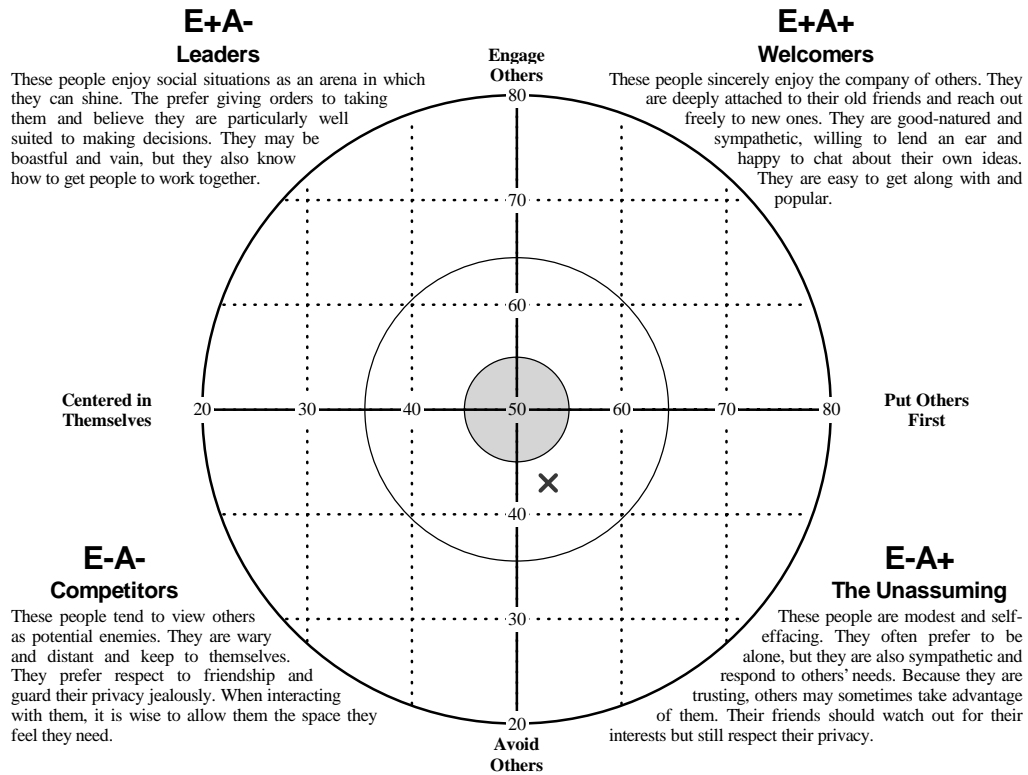 E+A-
Leaders
These people enjoy social situations as an arena in which
they can shine. The prefer giving orders to taking
them and believe they are particularly well
suited to making decisions. They may be
boastful and vain, but they also know
how to get people to work together.
E+A+
Welcomers
These people sincerely enjoy the company of others. They
are deeply attached to their old friends and reach out
freely to new ones. They are good-natured and
sympathetic, willing to lend an ear and
happy to chat about their own ideas.
They are easy to get along with and
popular.
Engage
Others
80
70
60
Centered in
Themselves
20
30
40
50
60
70
80
Put Others
First
40
30
20
Avoid
Others
E-A-
Competitors
These people tend to view others
as potential enemies. They are wary
and distant and keep to themselves.
They prefer respect to friendship and
guard their privacy jealously. When interacting
with them, it is wise to allow them the space they
feel they need.
E-A+
The Unassuming
These people are modest and self-
effacing. They often prefer to be
alone, but they are also sympathetic and
respond to others' needs. Because they are
trusting, others may sometimes take advantage
of them. Their friends should watch out for their
interests but still respect their privacy.